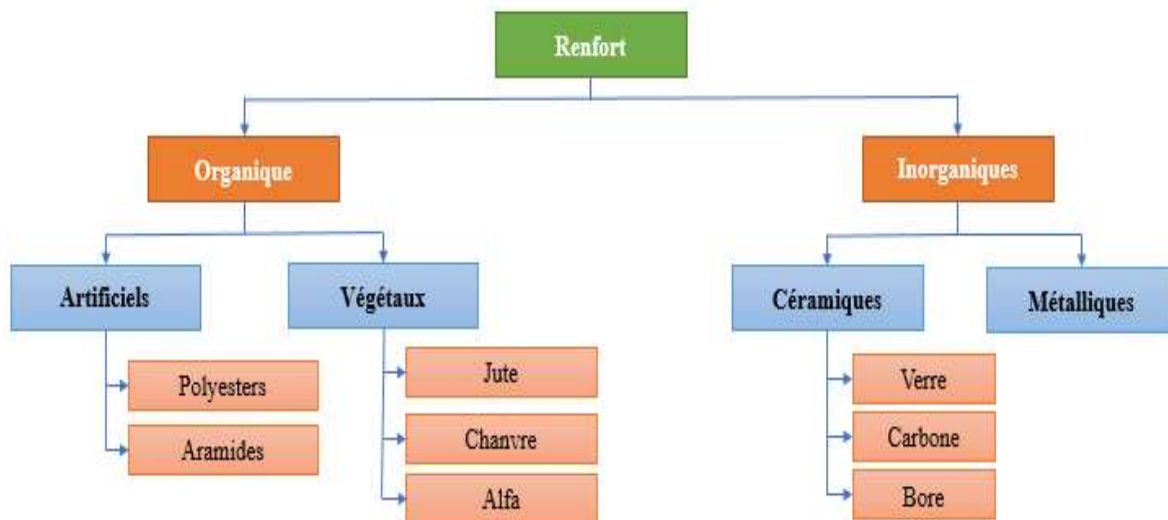 Renfort
Organique
Inorganiques
Artificiels
Végétaux
Céramiques
Métalliques
Polyesters
Aramides
Jute
Chanvre
Alfa
Verre
Carbone
Bore